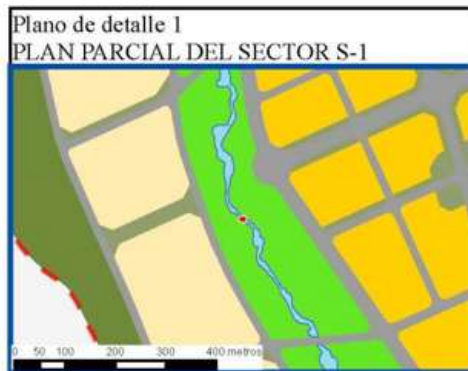 Plano de detalle 1
PLAN PARCIAL DEL SECTOR S-1
0 50 100 200 300 400 metros